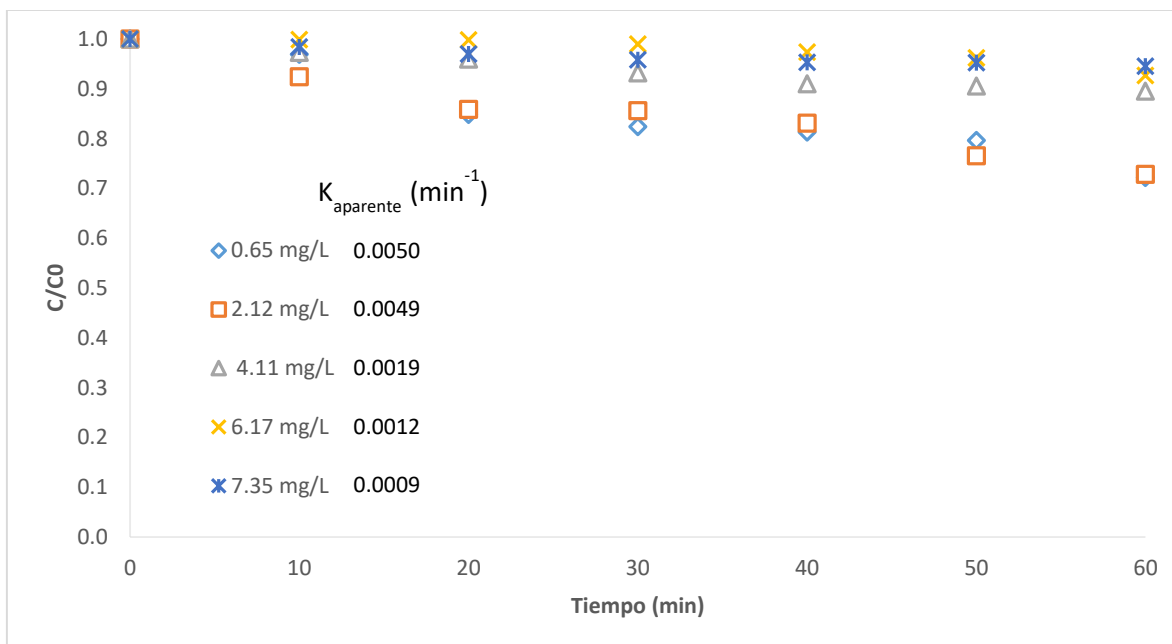 1.0
0.9
0.8
0.7
0.6
0.5
0.4
0.3
0.2
0.1
0.0
C/C0
K aparente (min -1)
0.65 mg/L 0.0050
2.12 mg/L 0.0049
4.11 mg/L 0.0019
6.17 mg/L 0.0012
7.35 mg/L 0.0009
0 10 20 30 40 50 60
Tiempo (min)